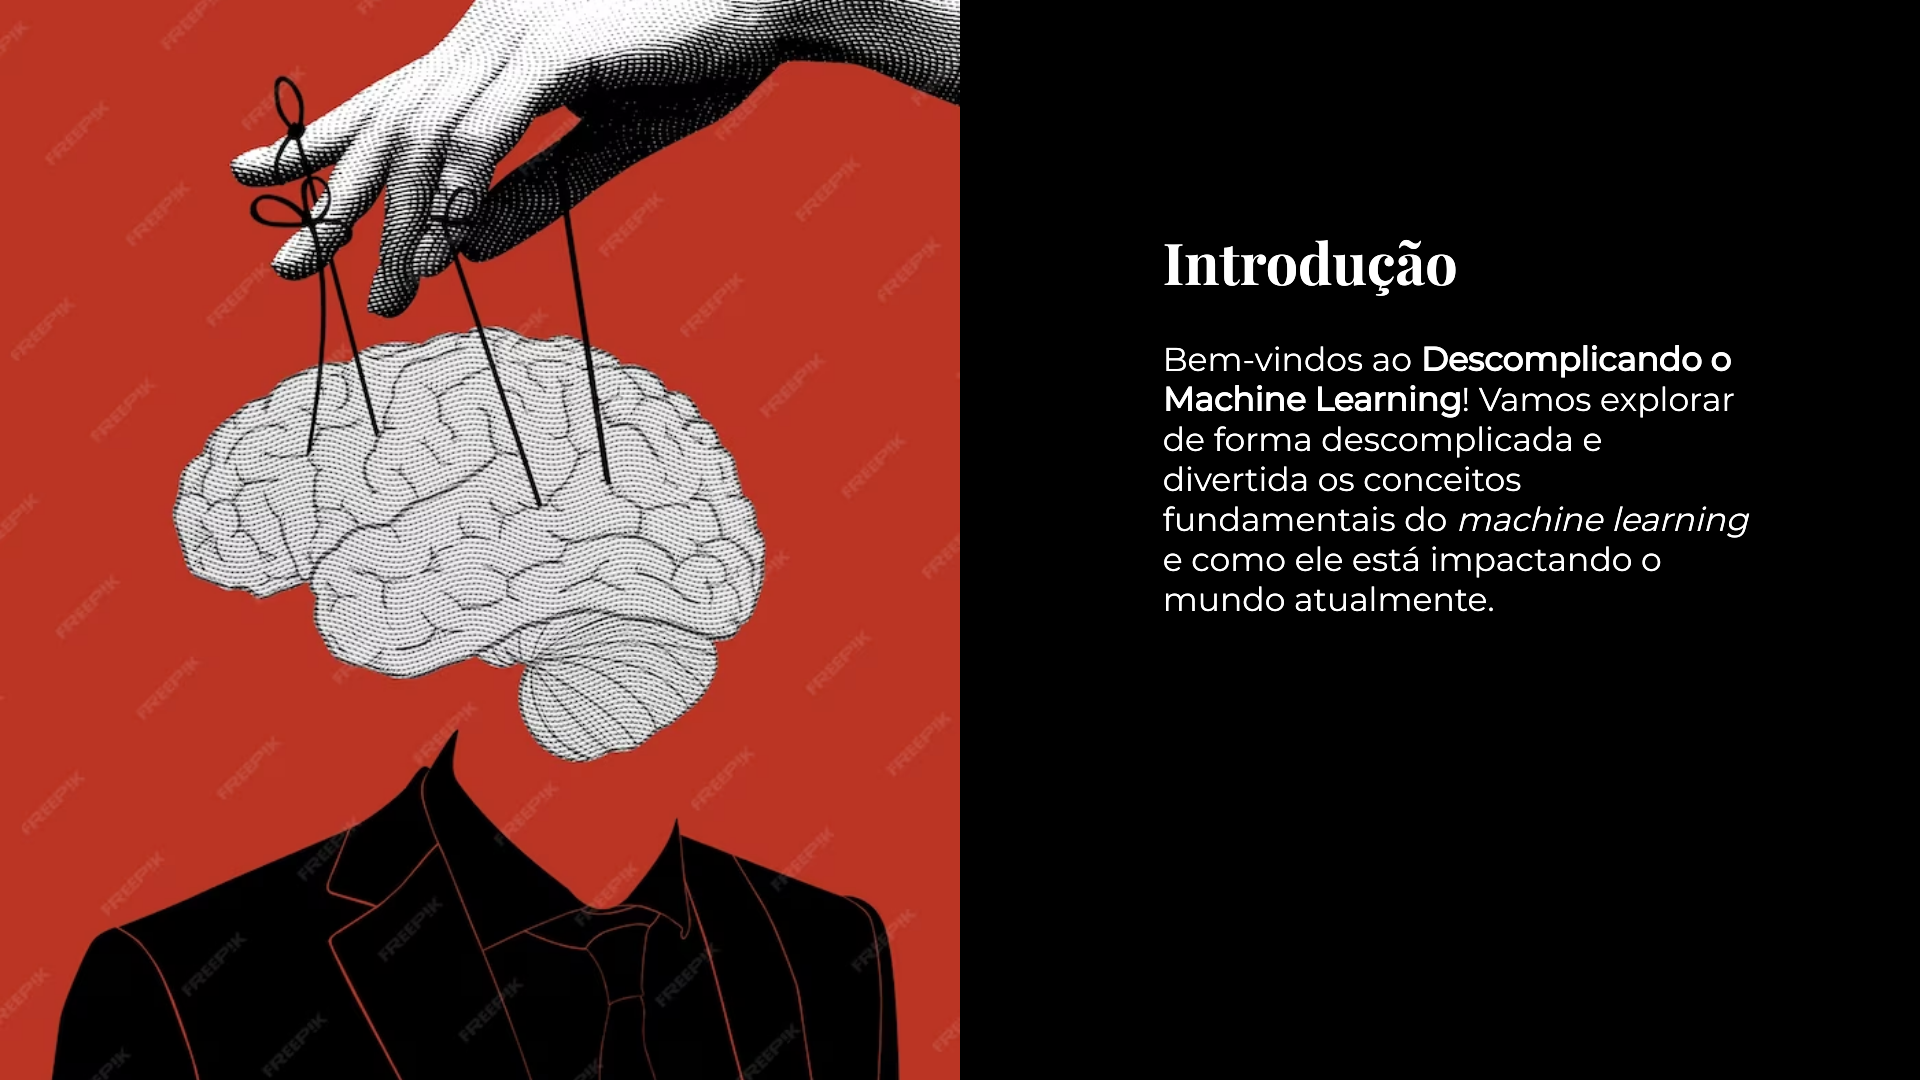 Introdução
Bem-vindos ao Descomplicando o
Machine Learning! Vamos explorar
de forma descomplicada e
divertida os conceitos
fundamentais do machine learning
e como ele está impactando o
mundo atualmente.
FREEPIK